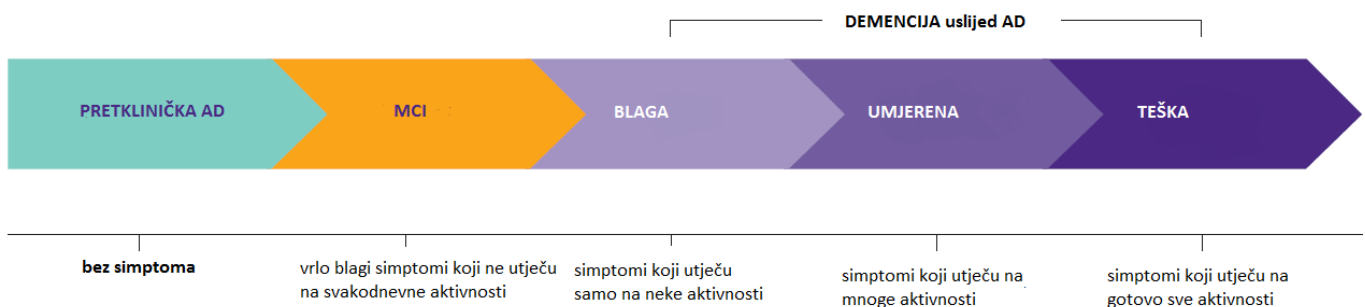 DEMENCIJA uslijed AD
PRETKLINIČKA AD
MCI
BLAGA
UMJERENA
TEŠKA
bez simptoma
vrlo blagi simptomi koji ne utječu
na svakodnevne aktivnosti
simptomi koji utječu
samo na neke aktivnosti
simptomi koji utječu na
mnoge aktivnosti
simptomi koji utječu na
gotovo sve aktivnosti